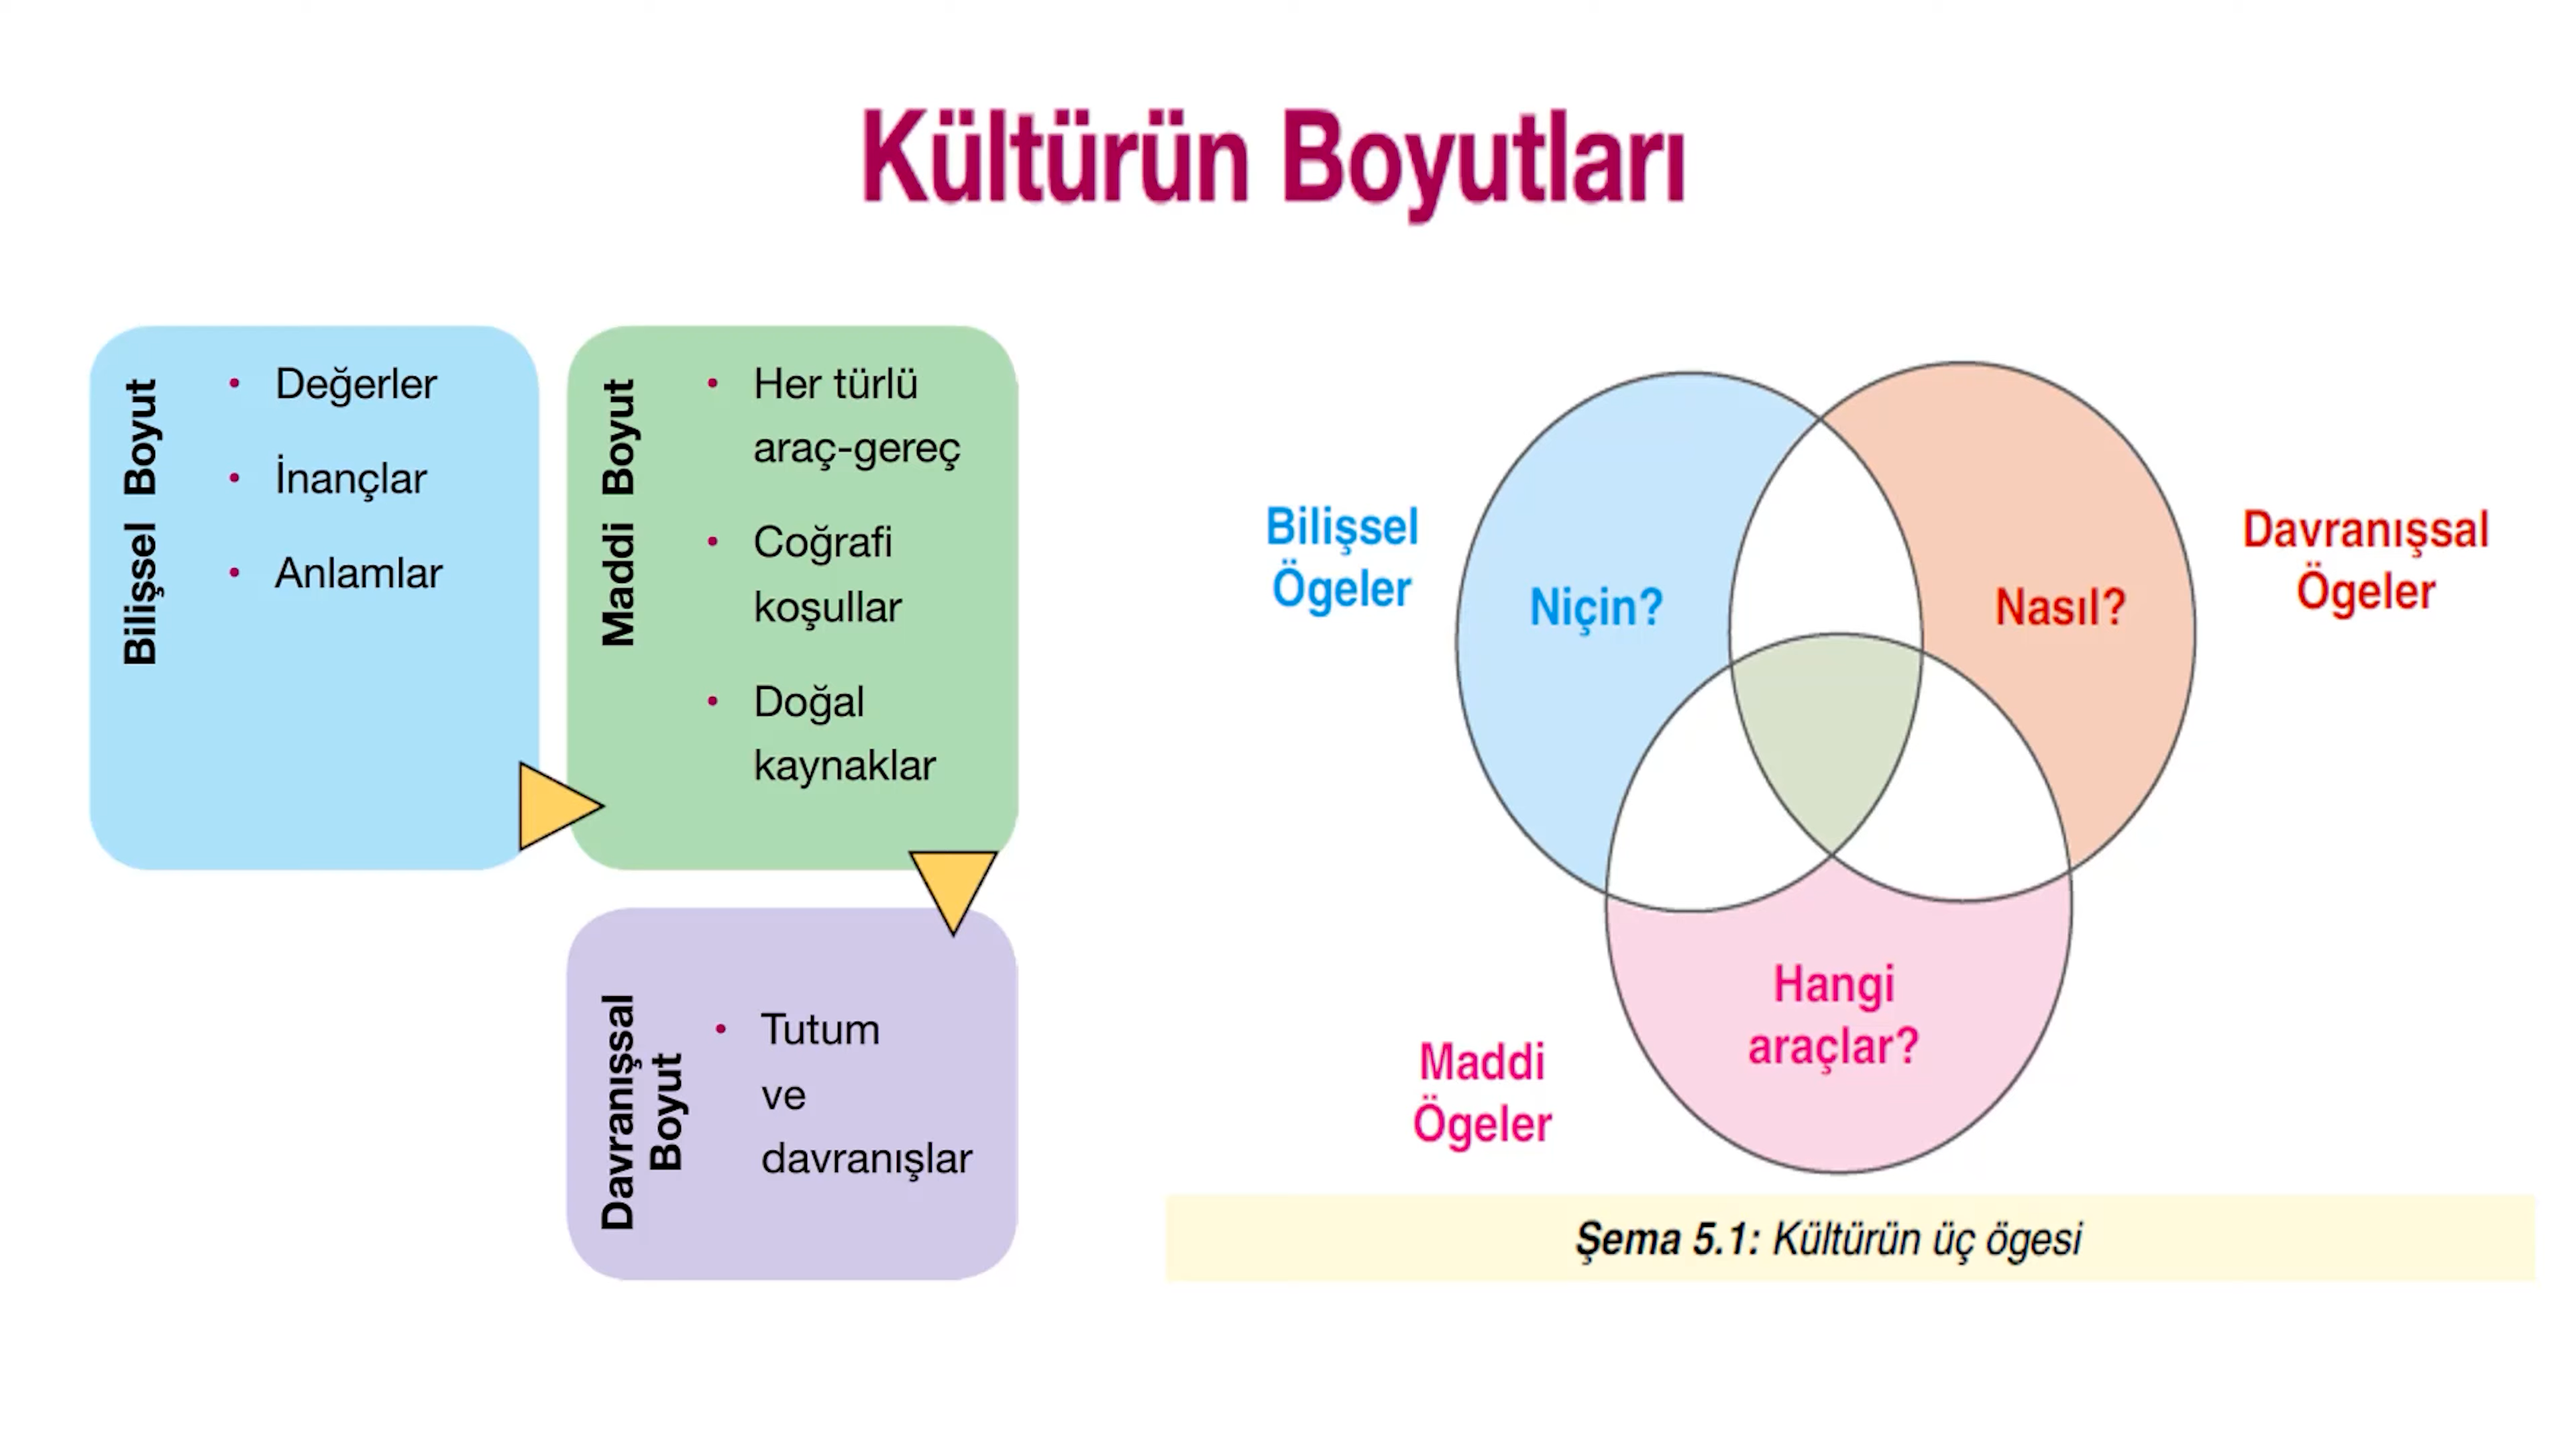 Kültürün Boyutları
Bilişsel Boyut
• Değerler
• İnançlar
• Anlamlar
Maddi Boyut
• Her türlü
araç-gereç
• Coğrafi
koşullar
• Doğal
kaynaklar
Davranışsal
Boyut
• Tutum
ve
davranışlar
Bilişsel
Ögeler
Niçin?
Nasıl?
Davranışsal
Ögeler
Hangi
araçlar?
Maddi
Ögeler
Şema 5.1: Kültürün üç ögesi